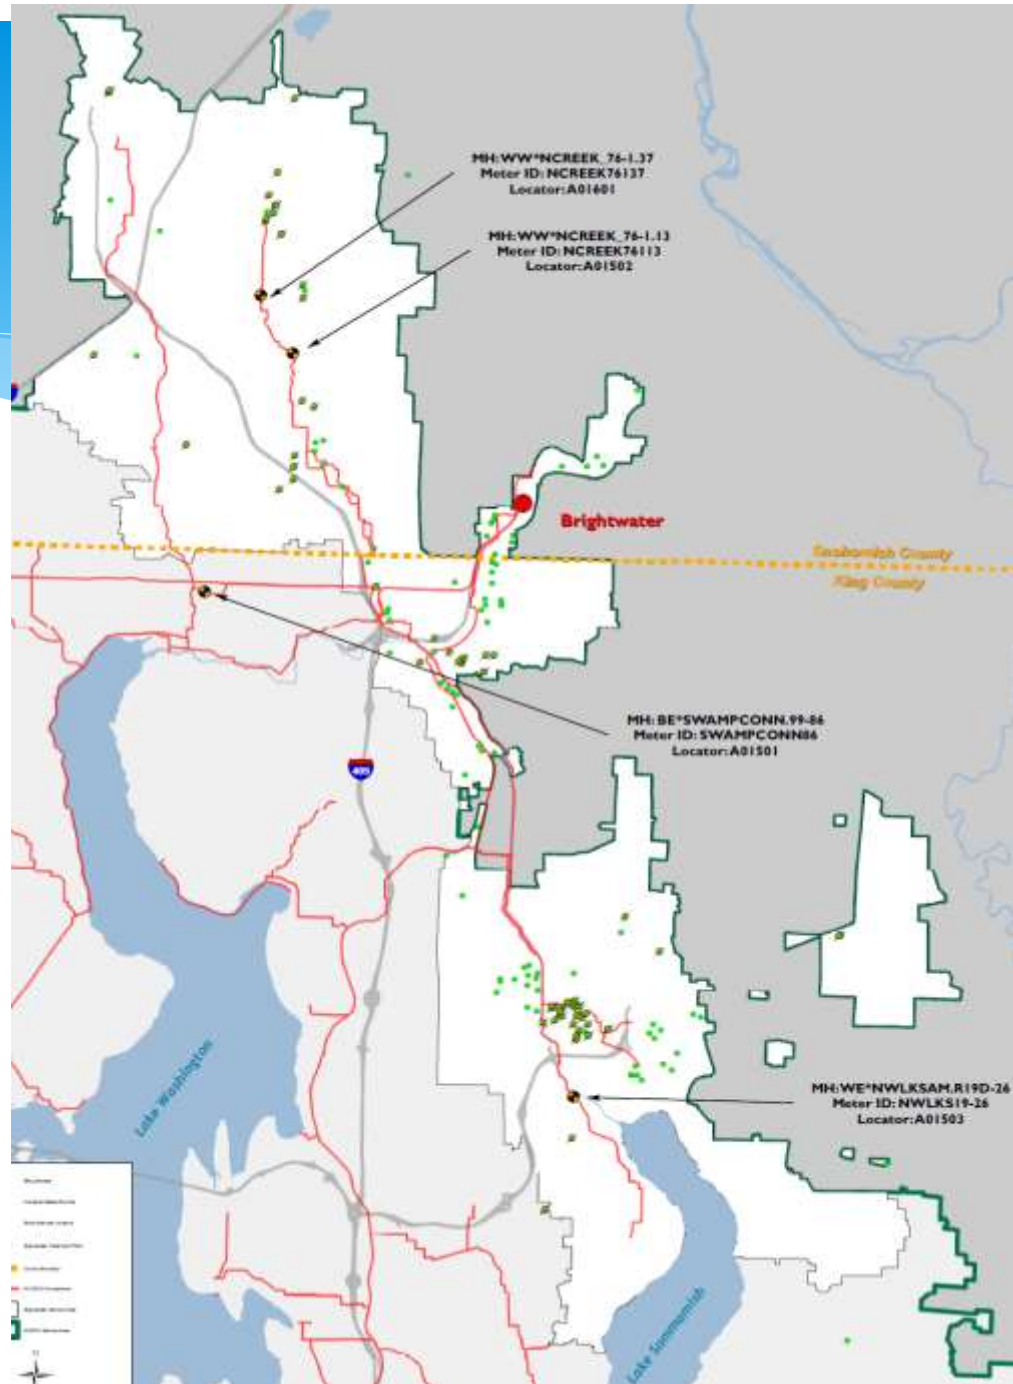 MH:WW*NCREEK_76-1.37
Meter ID: NCREEK76137
Locator:A01601
MH:WW*NCREEK_76-1.13
Meter ID: NCREEK76113
Locator:A01502
Brightwater
Snohomish County
King County
MH: BE*SWAMPCONN.99-86
Meter ID: SWAMPCONN86
Locator:A01501
405
MH:WE*NWLKSAM.R19D-26
Meter ID: NWLKS19-26
Locator:A01503
Lake Washington
Lake Sammamish